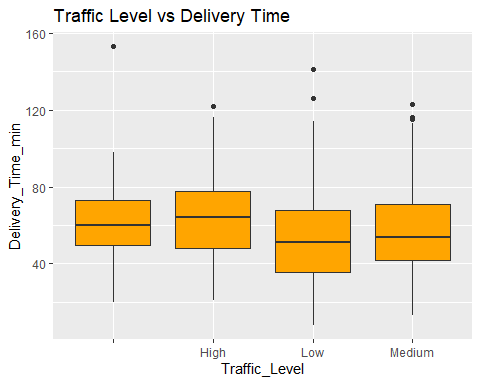 Traffic Level vs Delivery Time
160
120
80
40
Delivery_Time_min
High Low Medium
Traffic_Level